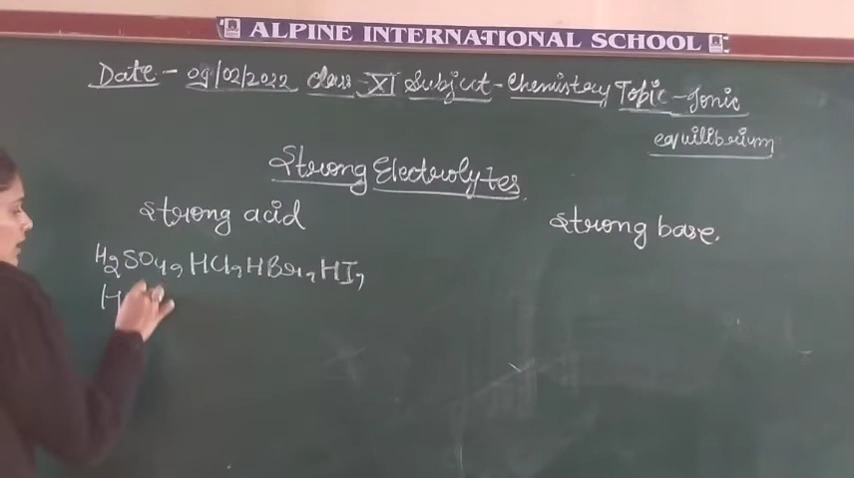 ALPINE INTERNATIONAL SCHOOL
Date - 09/02/2022 class - XI Subject - Chemistry Topic - Ionic
equilibrium
Strong Electrolytes.
Strong acid
Strong base.
H2SO4, HCl, HBr, HI,
H